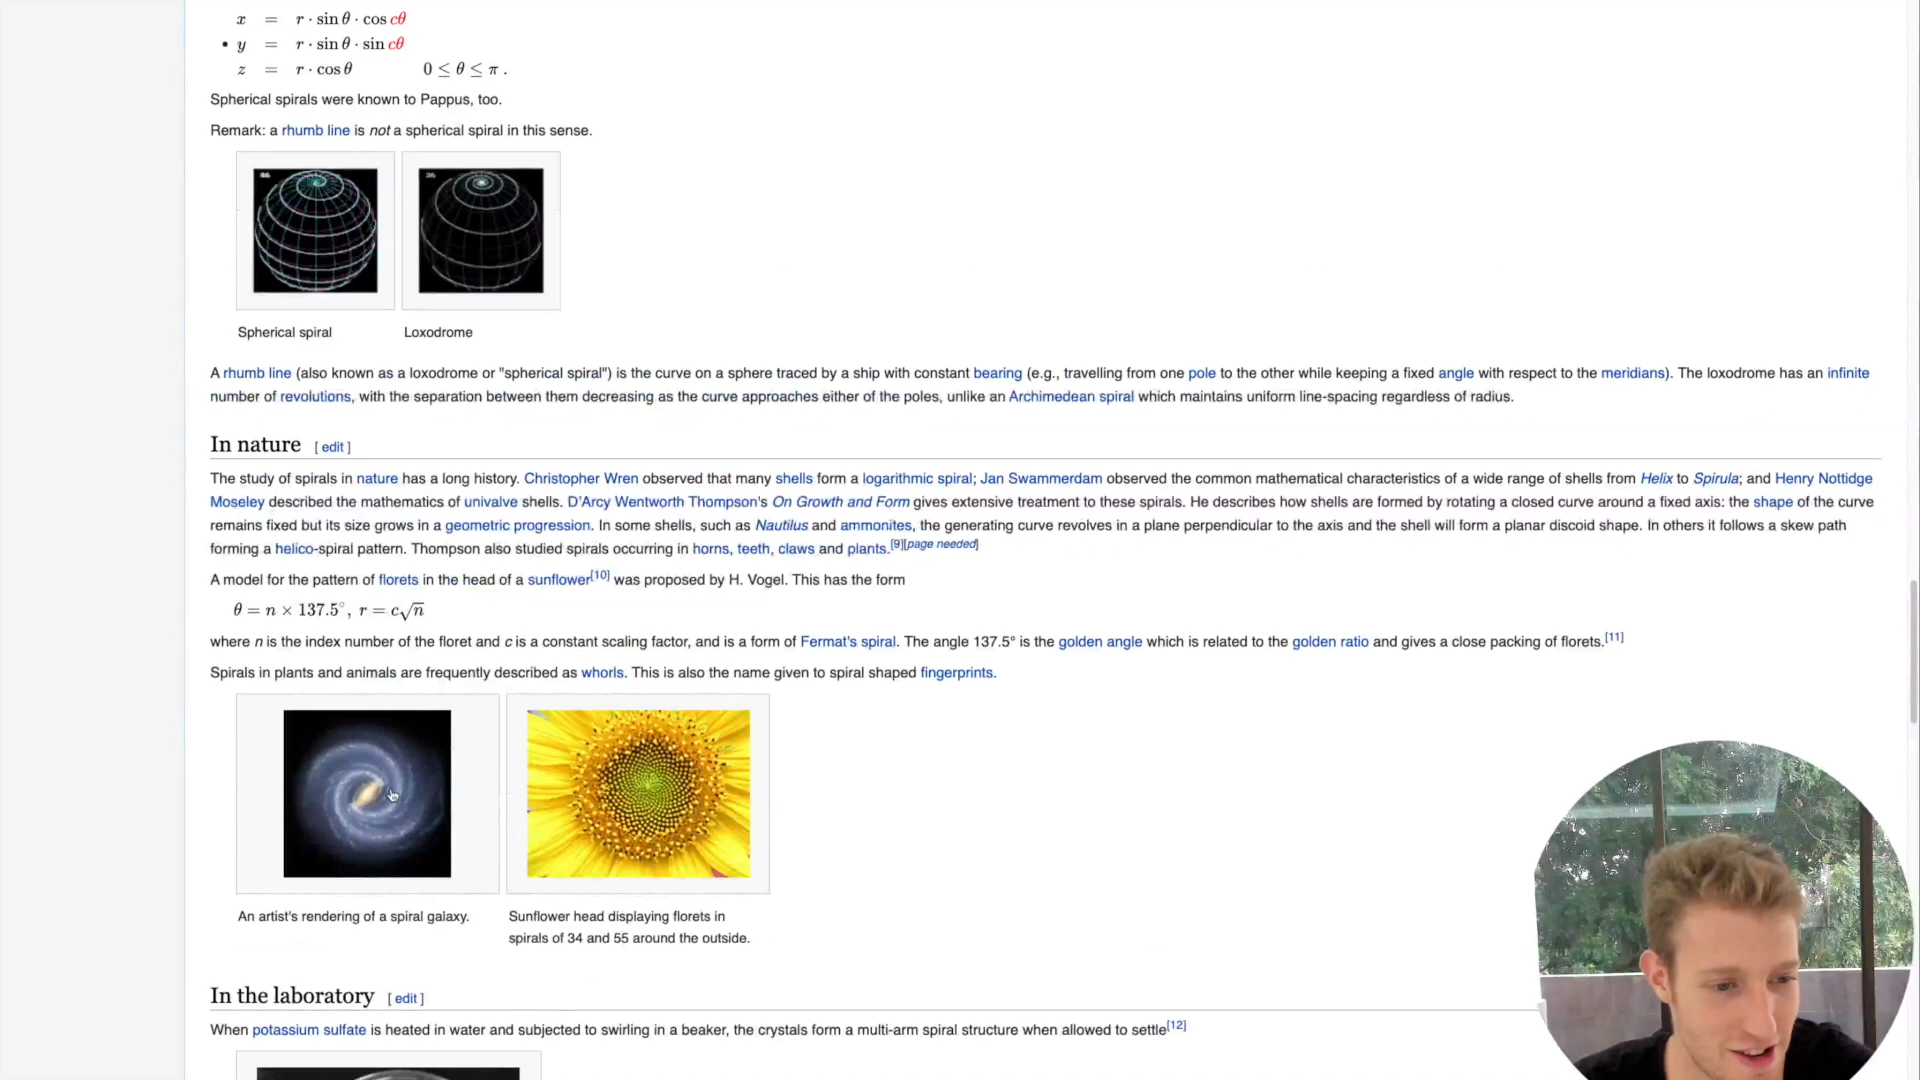 x = r · sin θ · cos cθ
• y = r · sin θ · sin cθ
z = r · cos θ 0 ≤ θ ≤ π .
Spherical spirals were known to Pappus, too.
Remark: a rhumb line is not a spherical spiral in this sense.
36
Spherical spiral Loxodrome
A rhumb line (also known as a loxodrome or "spherical spiral") is the curve on a sphere traced by a ship with constant bearing (e.g., travelling from one pole to the other while keeping a fixed angle with respect to the meridians). The loxodrome has an infinite
number of revolutions, with the separation between them decreasing as the curve approaches either of the poles, unlike an Archimedean spiral which maintains uniform line-spacing regardless of radius.
In nature [ edit ]
The study of spirals in nature has a long history. Christopher Wren observed that many shells form a logarithmic spiral; Jan Swammerdam observed the common mathematical characteristics of a wide range of shells from Helix to Spirula; and Henry Nottidge
Moseley described the mathematics of univalve shells. D'Arcy Wentworth Thompson's On Growth and Form gives extensive treatment to these spirals. He describes how shells are formed by rotating a closed curve around a fixed axis: the shape of the curve
remains fixed but its size grows in a geometric progression. In some shells, such as Nautilus and ammonites, the generating curve revolves in a plane perpendicular to the axis and the shell will form a planar discoid shape. In others it follows a skew path
forming a helico-spiral pattern. Thompson also studied spirals occurring in horns, teeth, claws and plants.[9][page needed]
A model for the pattern of florets in the head of a sunflower[10] was proposed by H. Vogel. This has the form
θ = n × 137.5°, r = c√n
where n is the index number of the floret and c is a constant scaling factor, and is a form of Fermat's spiral. The angle 137.5° is the golden angle which is related to the golden ratio and gives a close packing of florets.[11]
Spirals in plants and animals are frequently described as whorls. This is also the name given to spiral shaped fingerprints.
An artist's rendering of a spiral galaxy. Sunflower head displaying florets in
spirals of 34 and 55 around the outside.
In the laboratory [ edit ]
When potassium sulfate is heated in water and subjected to swirling in a beaker, the crystals form a multi-arm spiral structure when allowed to settle[12]